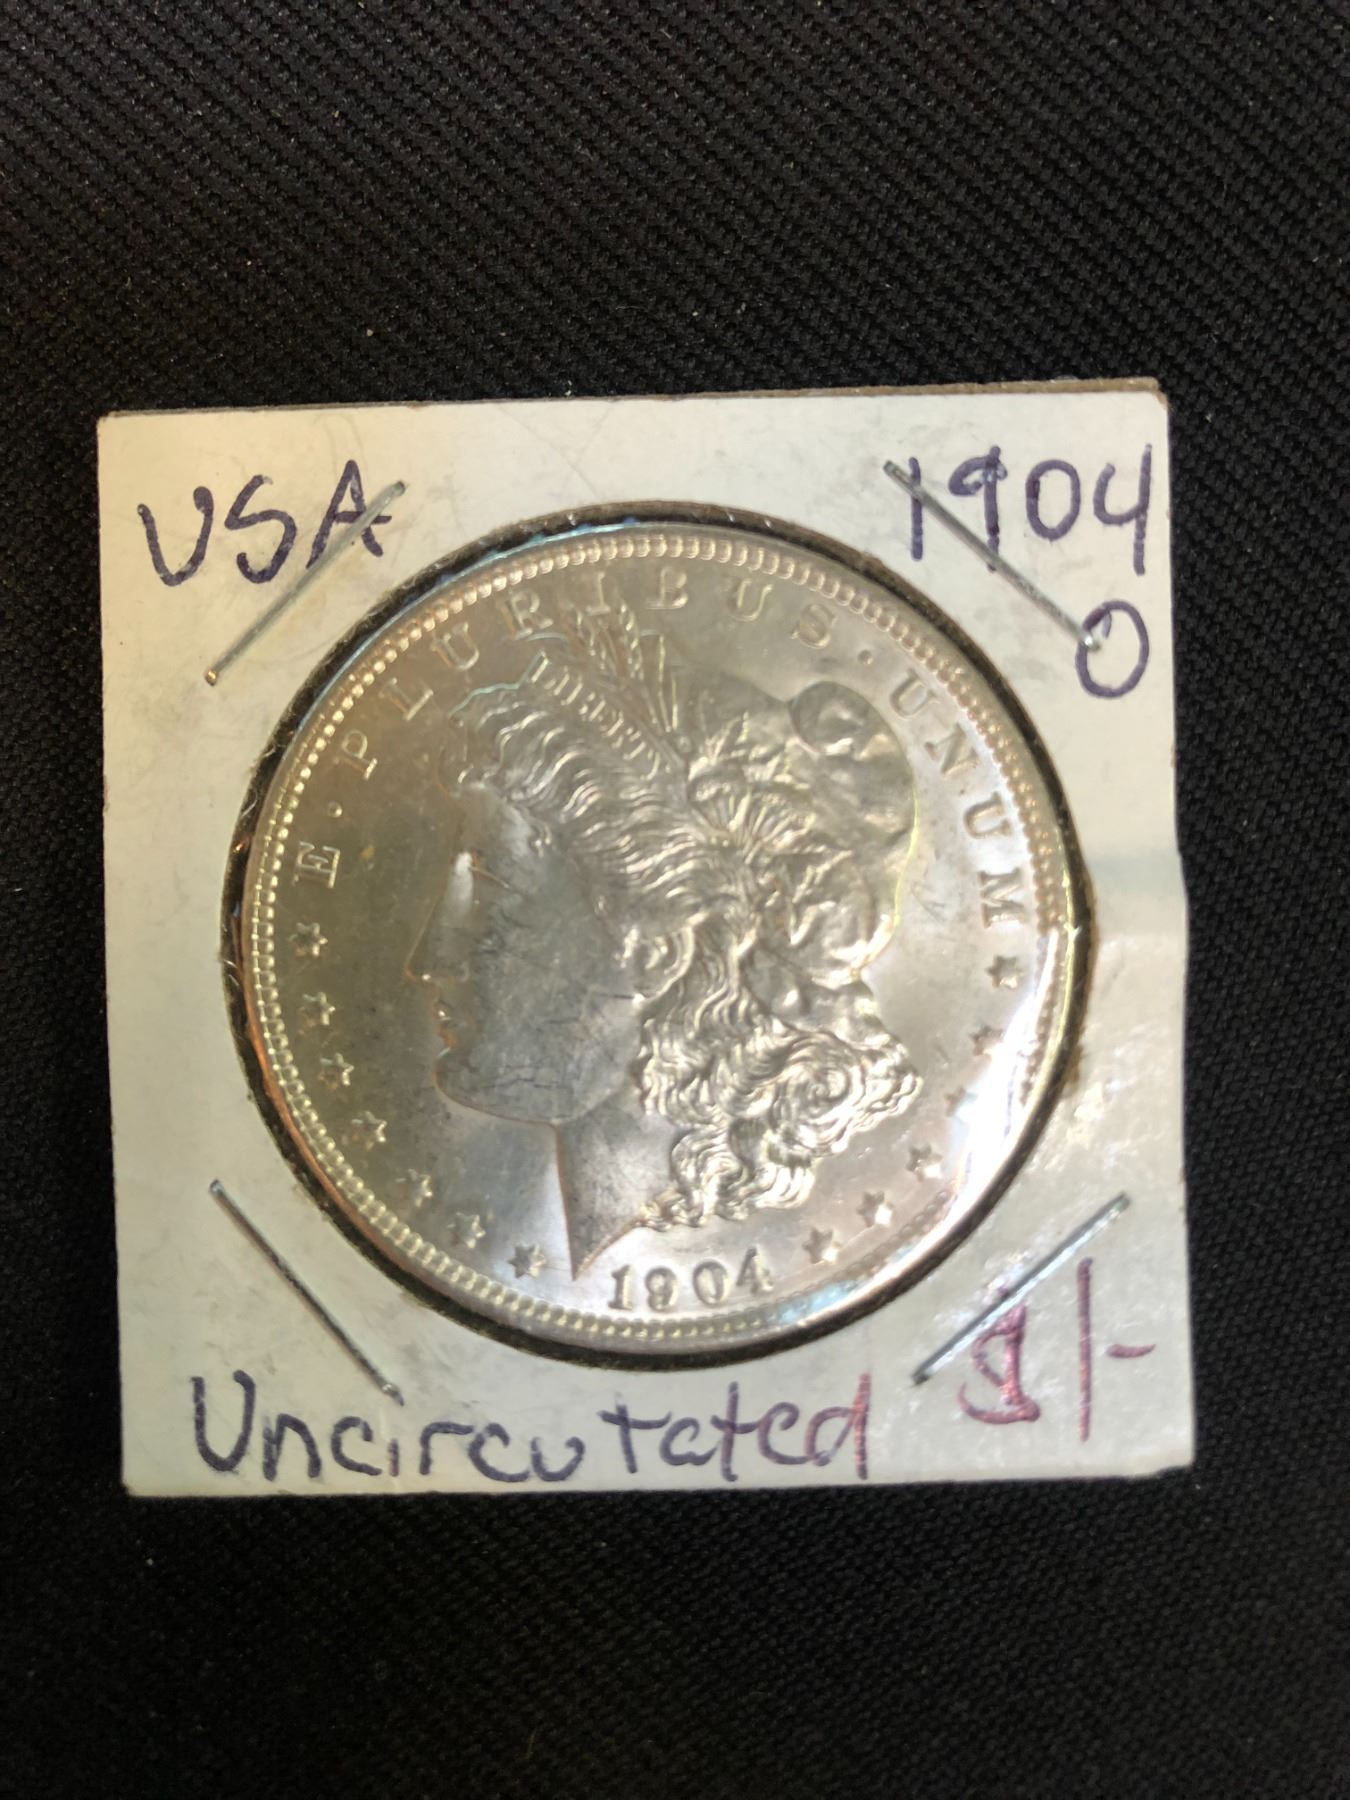 USA
1904
O
E · PLURIBUS · UNUM
LIBERTY
1904
Uncircutated
$1/-